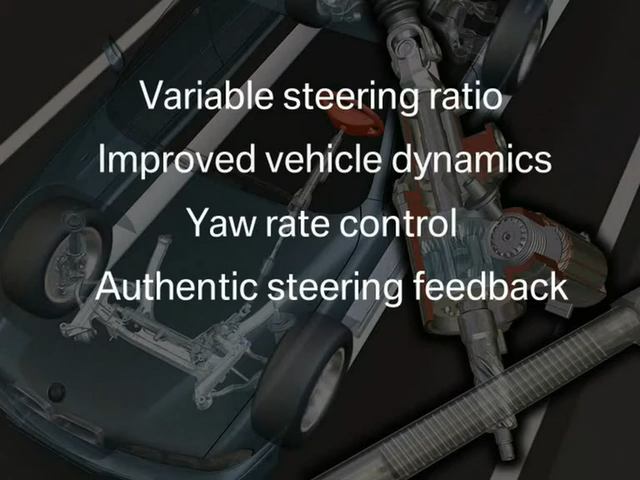 Variable steering ratio
Improved vehicle dynamics
Yaw rate control
Authentic steering feedback